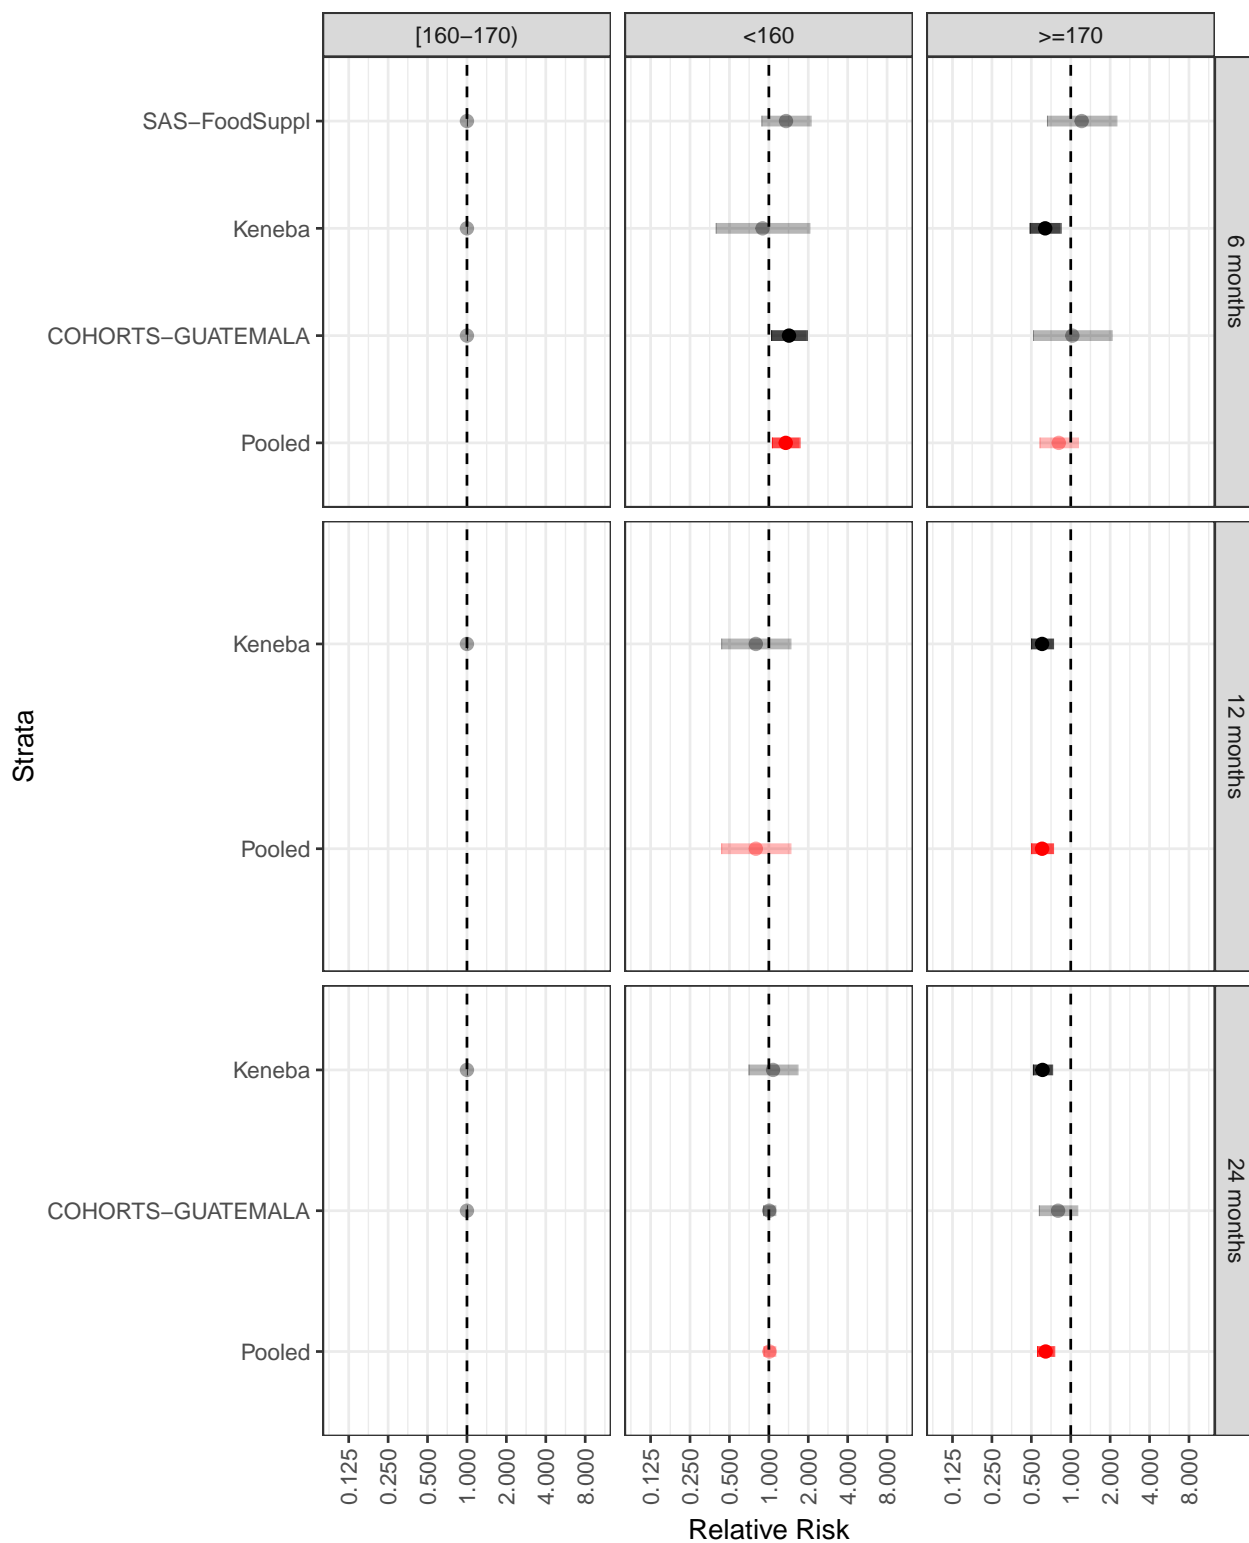 [160−170)
<160
>=170
SAS−FoodSuppl
Keneba
COHORTS−GUATEMALA
Pooled
6 months
Keneba
Pooled
12 months
Keneba
COHORTS−GUATEMALA
Pooled
24 months
Strata
0.125
0.250
0.500
1.000
2.000
4.000
8.000
0.125
0.250
0.500
1.000
2.000
4.000
8.000
0.125
0.250
0.500
1.000
2.000
4.000
8.000
Relative Risk